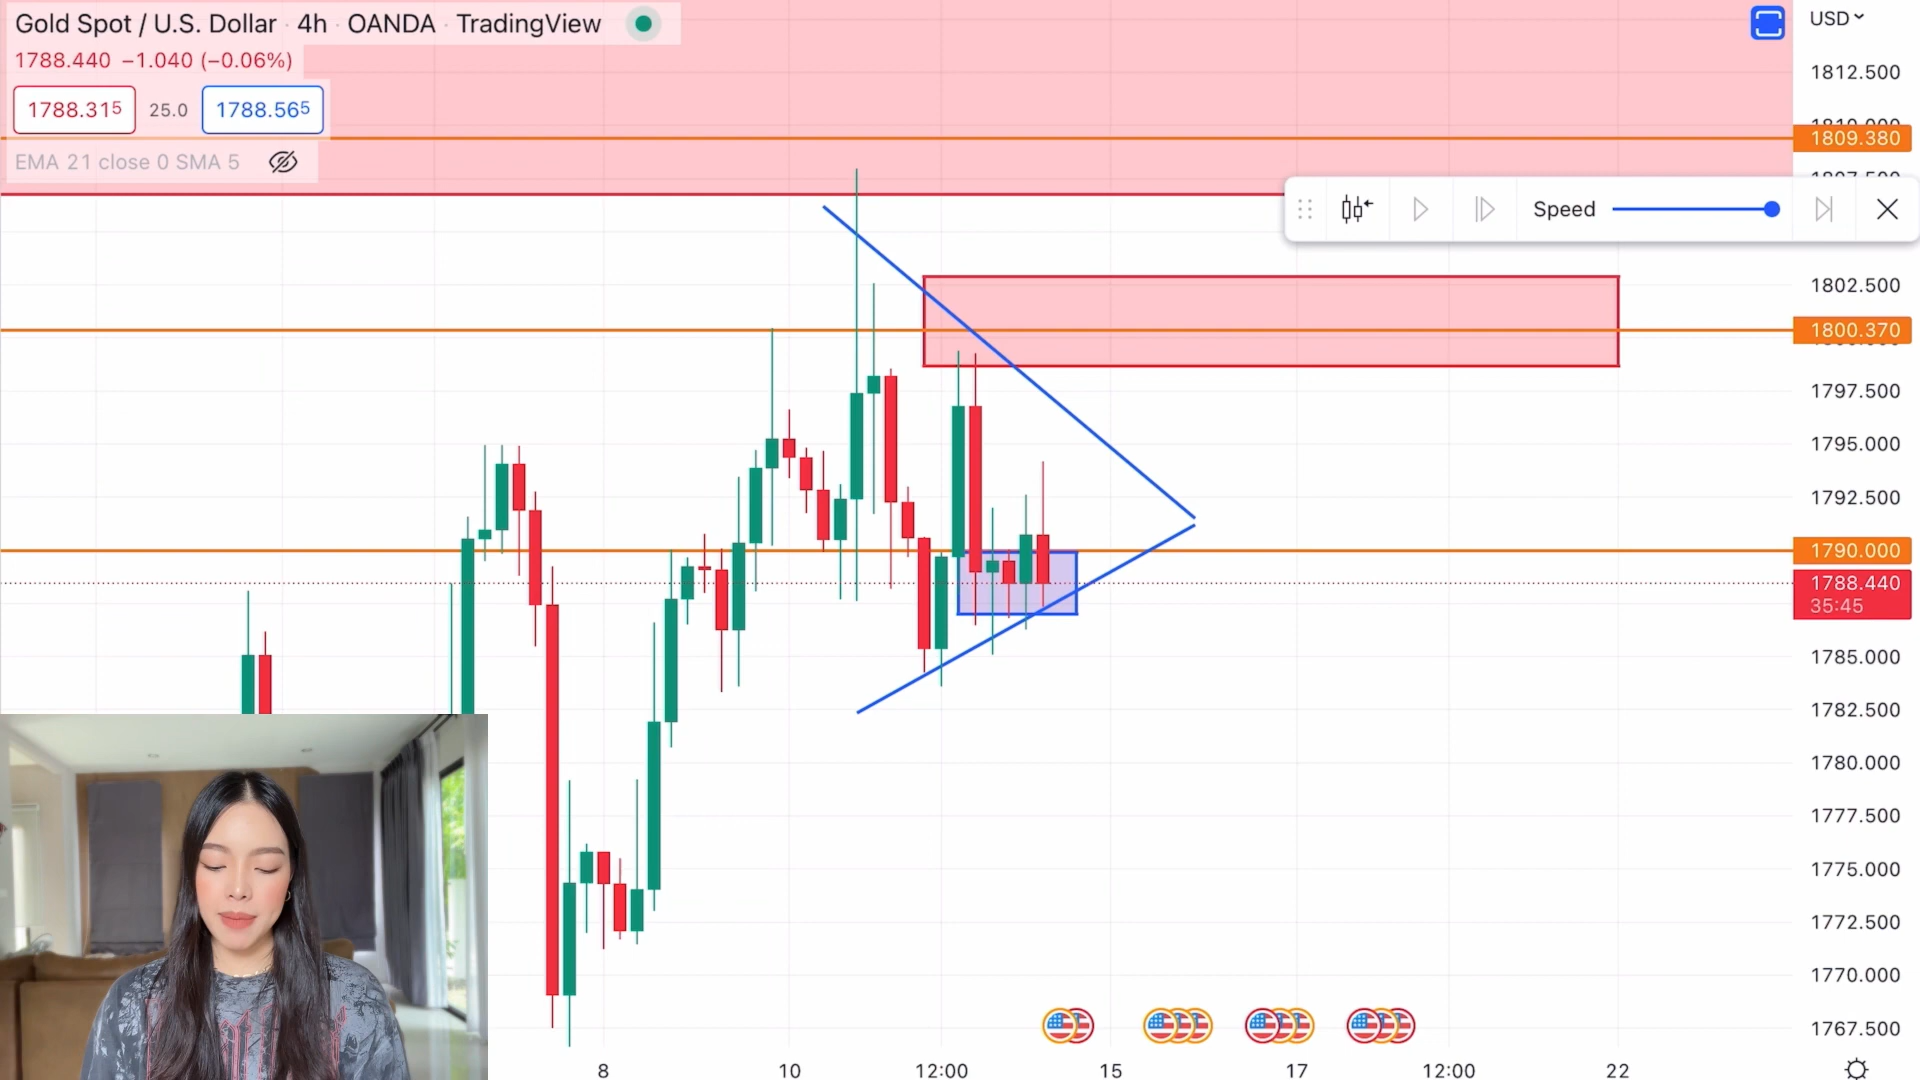 Gold Spot / U.S. Dollar · 4h · OANDA · TradingView
USD
1788.440 −1.040 (−0.06%)
1812.500
1788.315 25.0 1788.565
1809.380
EMA 21 close 0 SMA 5
Speed
1802.500
1800.370
1797.500
1795.000
1792.500
1790.000
1788.440
35:45
1785.000
1782.500
1780.000
1777.500
1775.000
1772.500
1770.000
1767.500
8 10 12:00 15 17 12:00 22